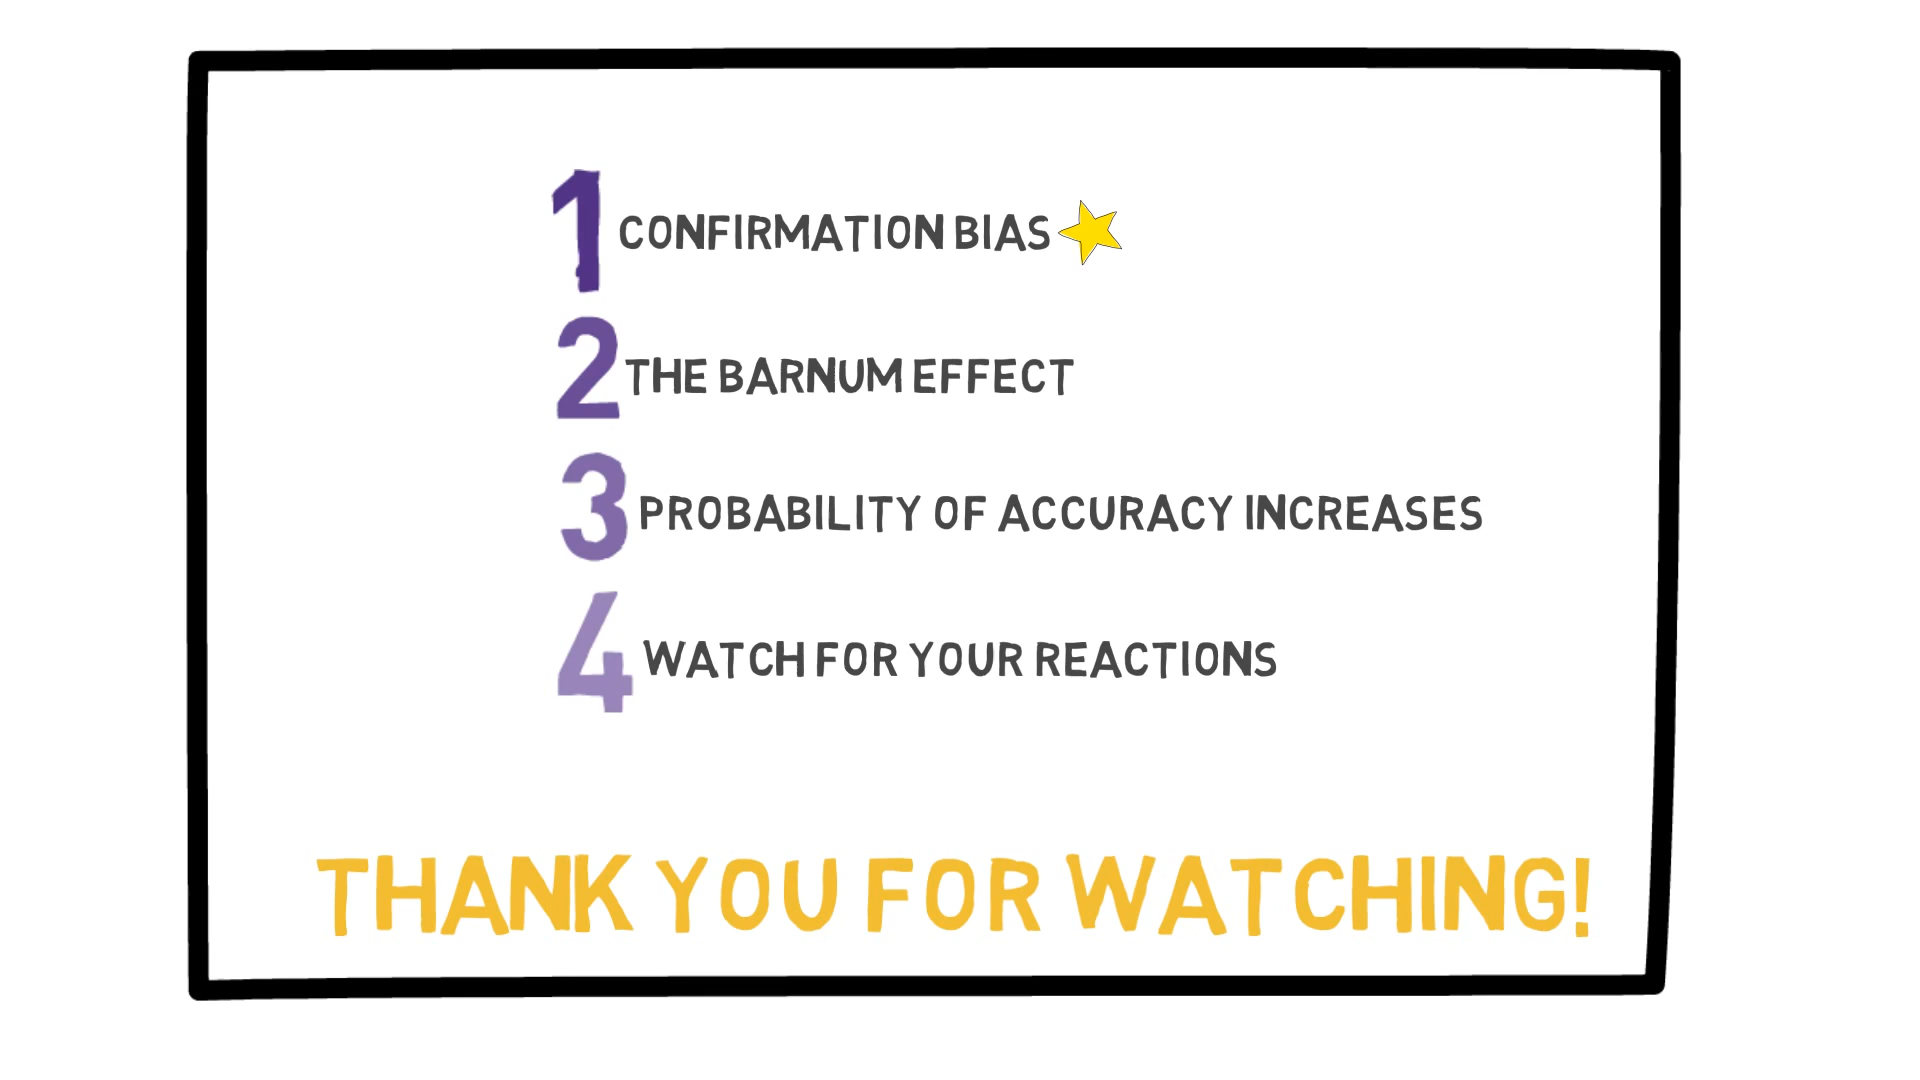 1 CONFIRMATION BIAS
2 THE BARNUM EFFECT
3 PROBABILITY OF ACCURACY INCREASES
4 WATCH FOR YOUR REACTIONS
THANK YOU FOR WATCHING!